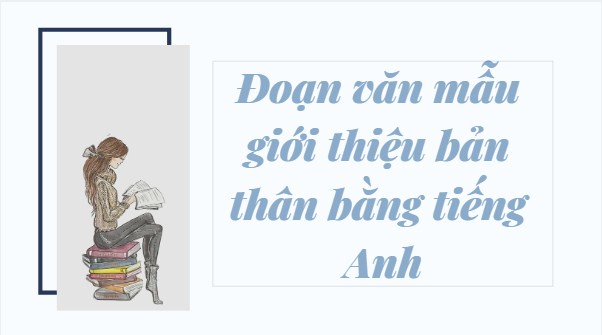 Đoạn văn mẫu
giới thiệu bản
thân bằng tiếng
Anh